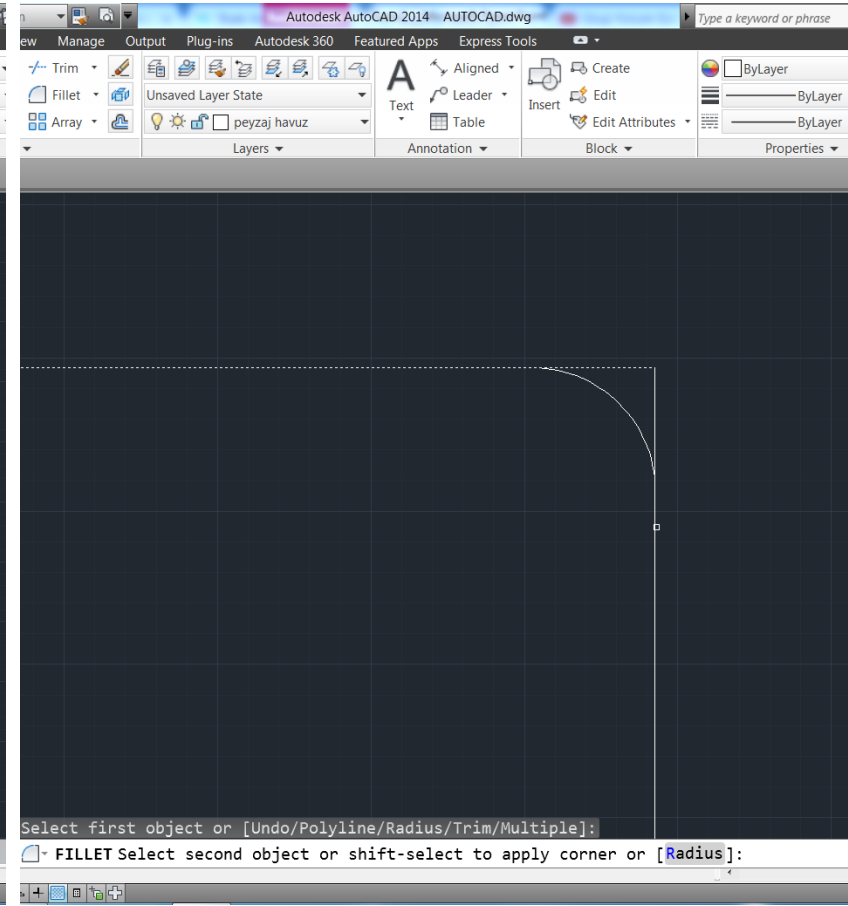 Autodesk AutoCAD 2014 AUTOCAD.dwg
Type a keyword or phrase
ew Manage Output Plug-ins Autodesk 360 Featured Apps Express Tools
Trim
Aligned
Create
ByLayer
Fillet
Unsaved Layer State
Text
Leader
Insert
Edit
ByLayer
Array
peyzaj havuz
Table
Edit Attributes
ByLayer
Layers
Annotation
Block
Properties
Select first object or [Undo/Polyline/Radius/Trim/Multiple]:
FILLET Select second object or shift-select to apply corner or [Radius]: